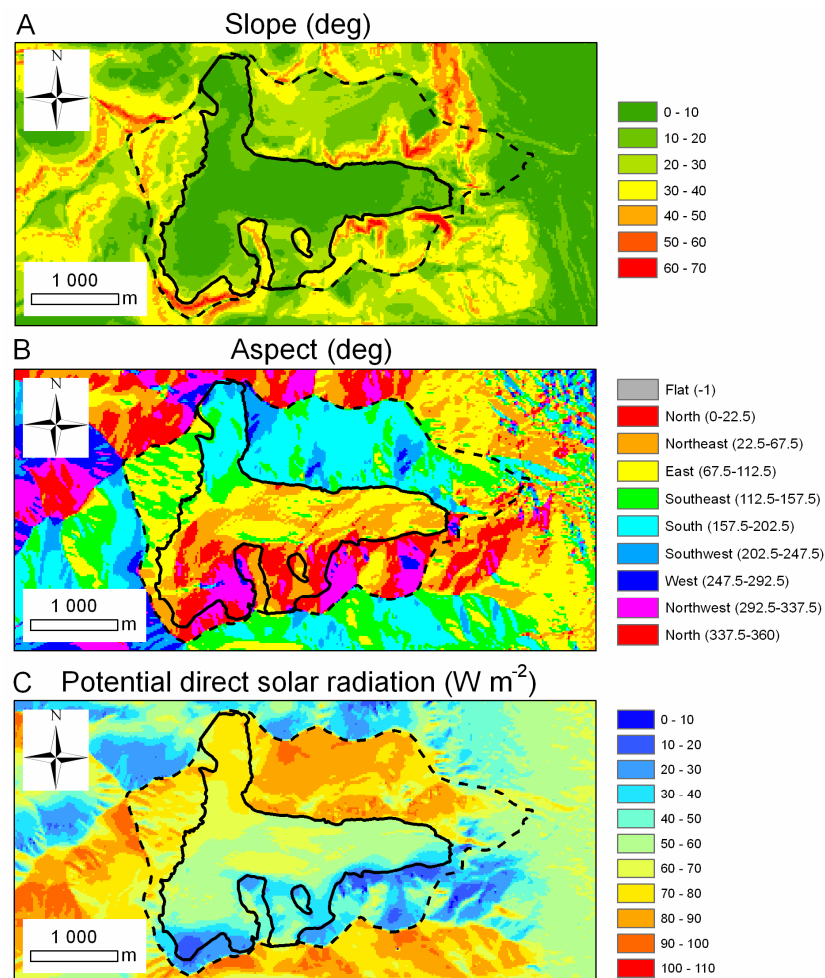 A Slope (deg)
N
1 000
m
0 - 10
10 - 20
20 - 30
30 - 40
40 - 50
50 - 60
60 - 70
B Aspect (deg)
N
1 000
m
Flat (-1)
North (0-22.5)
Northeast (22.5-67.5)
East (67.5-112.5)
Southeast (112.5-157.5)
South (157.5-202.5)
Southwest (202.5-247.5)
West (247.5-292.5)
Northwest (292.5-337.5)
North (337.5-360)
C Potential direct solar radiation (W m⁻²)
N
1 000
m
0 - 10
10 - 20
20 - 30
30 - 40
40 - 50
50 - 60
60 - 70
70 - 80
80 - 90
90 - 100
100 - 110